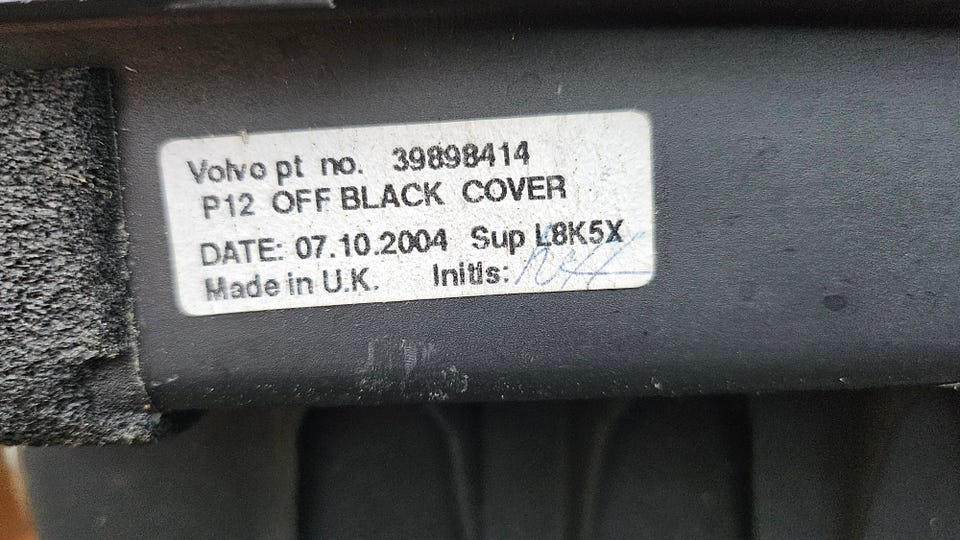 Volvo pt no. 39898414
P12 OFF BLACK COVER
DATE: 07.10.2004 Sup L8K5X
Made in U.K. Initls: